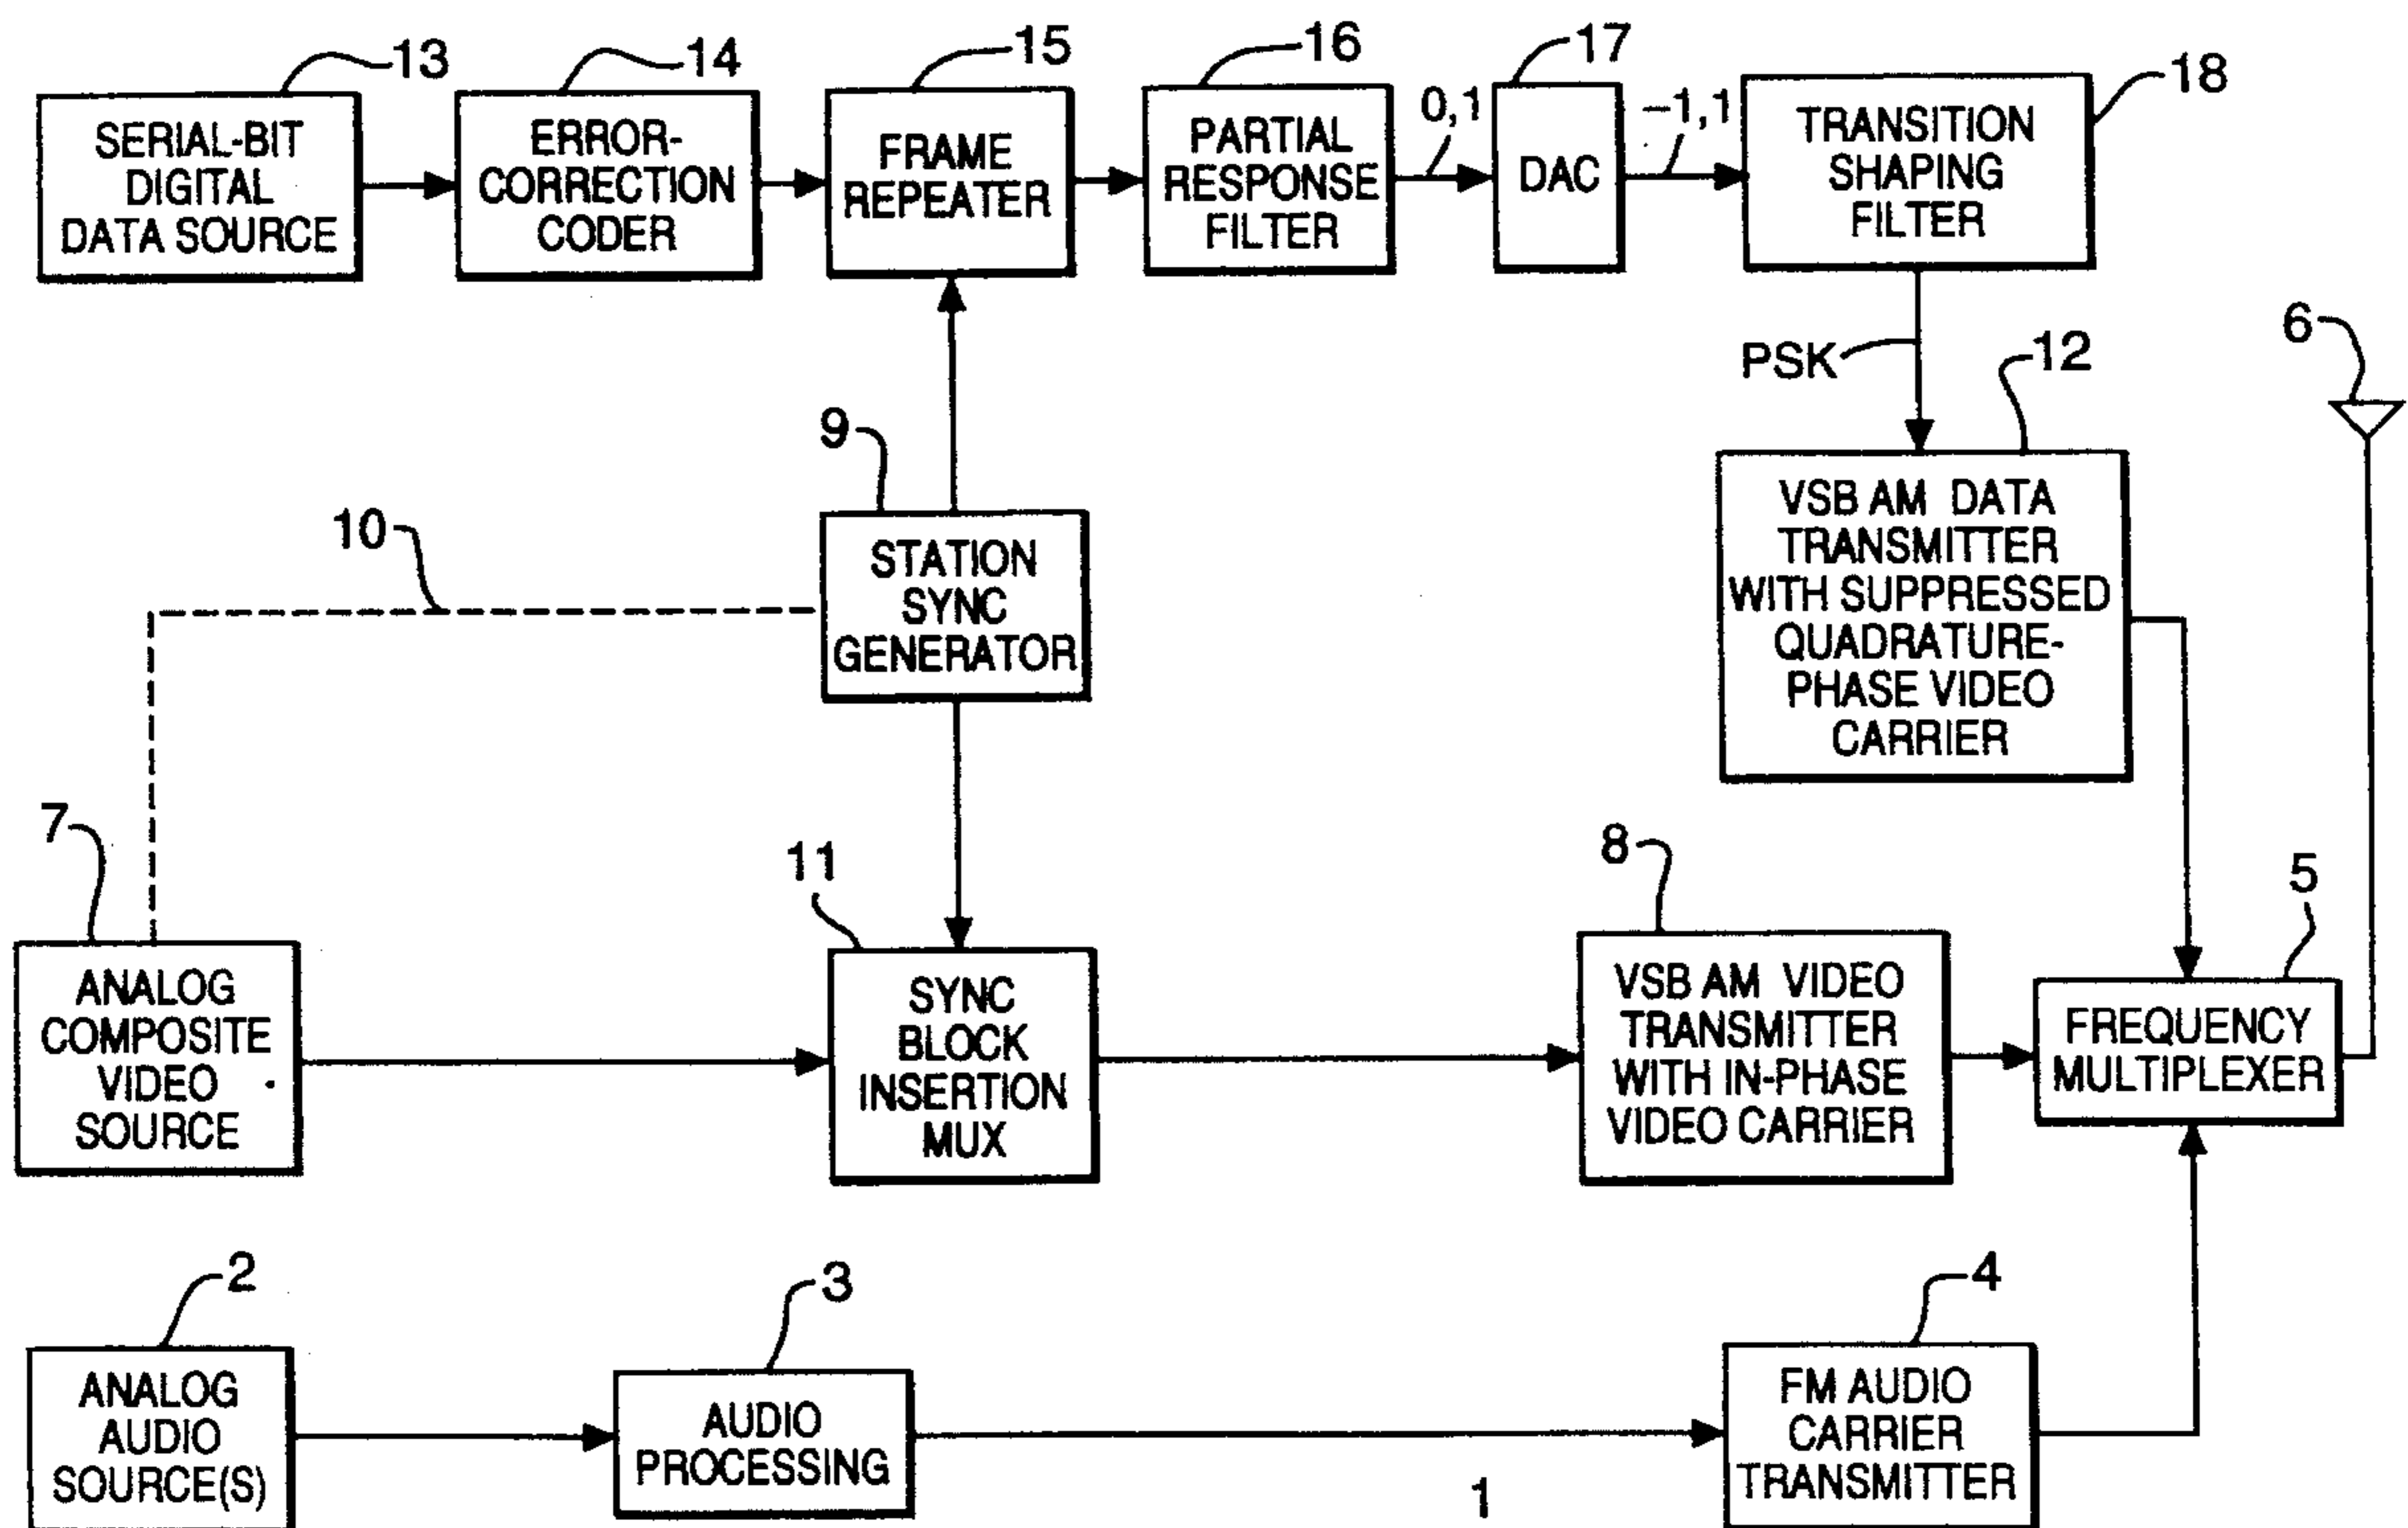 13
14
15
16
17
18
SERIAL-BIT
DIGITAL
DATA SOURCE
ERROR-
CORRECTION
CODER
FRAME
REPEATER
PARTIAL
RESPONSE
FILTER
0,1
DAC
−1,1
TRANSITION
SHAPING
FILTER
PSK
12
6
9
10
STATION
SYNC
GENERATOR
VSB AM DATA
TRANSMITTER
WITH SUPPRESSED
QUADRATURE-
PHASE VIDEO
CARRIER
7
11
8
5
ANALOG
COMPOSITE
VIDEO
SOURCE
SYNC
BLOCK
INSERTION
MUX
VSB AM VIDEO
TRANSMITTER
WITH IN-PHASE
VIDEO CARRIER
FREQUENCY
MULTIPLEXER
2
3
4
ANALOG
AUDIO
SOURCE(S)
AUDIO
PROCESSING
FM AUDIO
CARRIER
TRANSMITTER
1